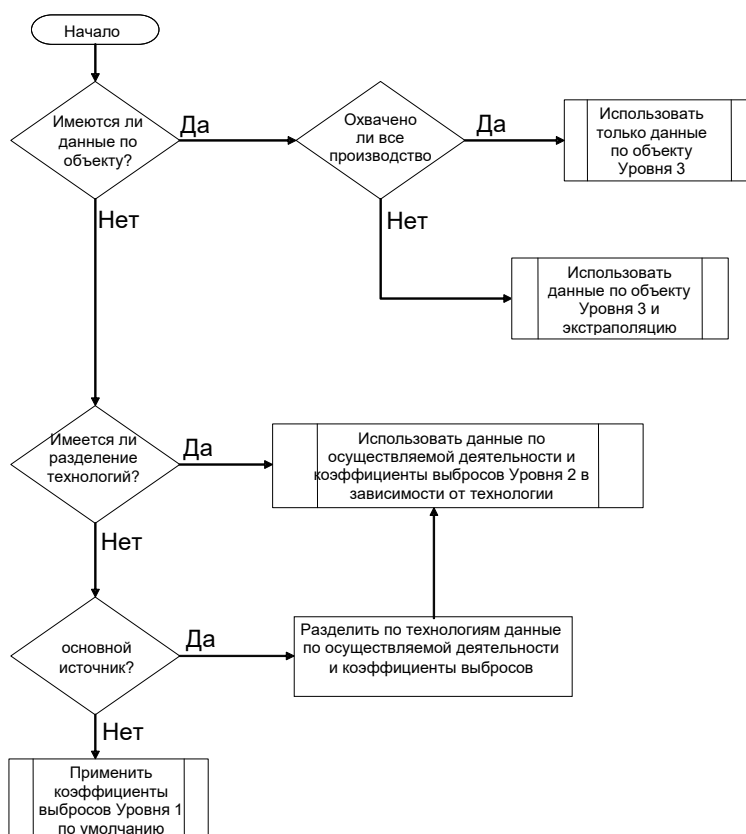 Начало
Имеются ли
данные по
объекту?
Да
Охвачено
ли все
производство
Да
Использовать
только данные
по объекту
Уровня 3
Нет
Нет
Использовать
данные по объекту
Уровня 3 и
экстраполяцию
Имеется ли
разделение
технологий?
Да
Использовать данные по
осуществляемой деятельности и
коэффициенты выбросов Уровня 2 в
зависимости от технологии
Нет
основной
источник?
Да
Разделить по технологиям данные
по осуществляемой деятельности
и коэффициенты выбросов
Нет
Применить
коэффициенты
выбросов Уровня 1
по умолчанию